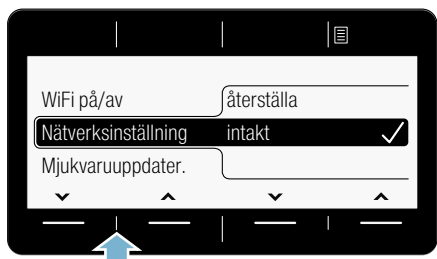 WiFi på/av återställa
Nätverksinställning intakt
Mjukvaruuppdater.